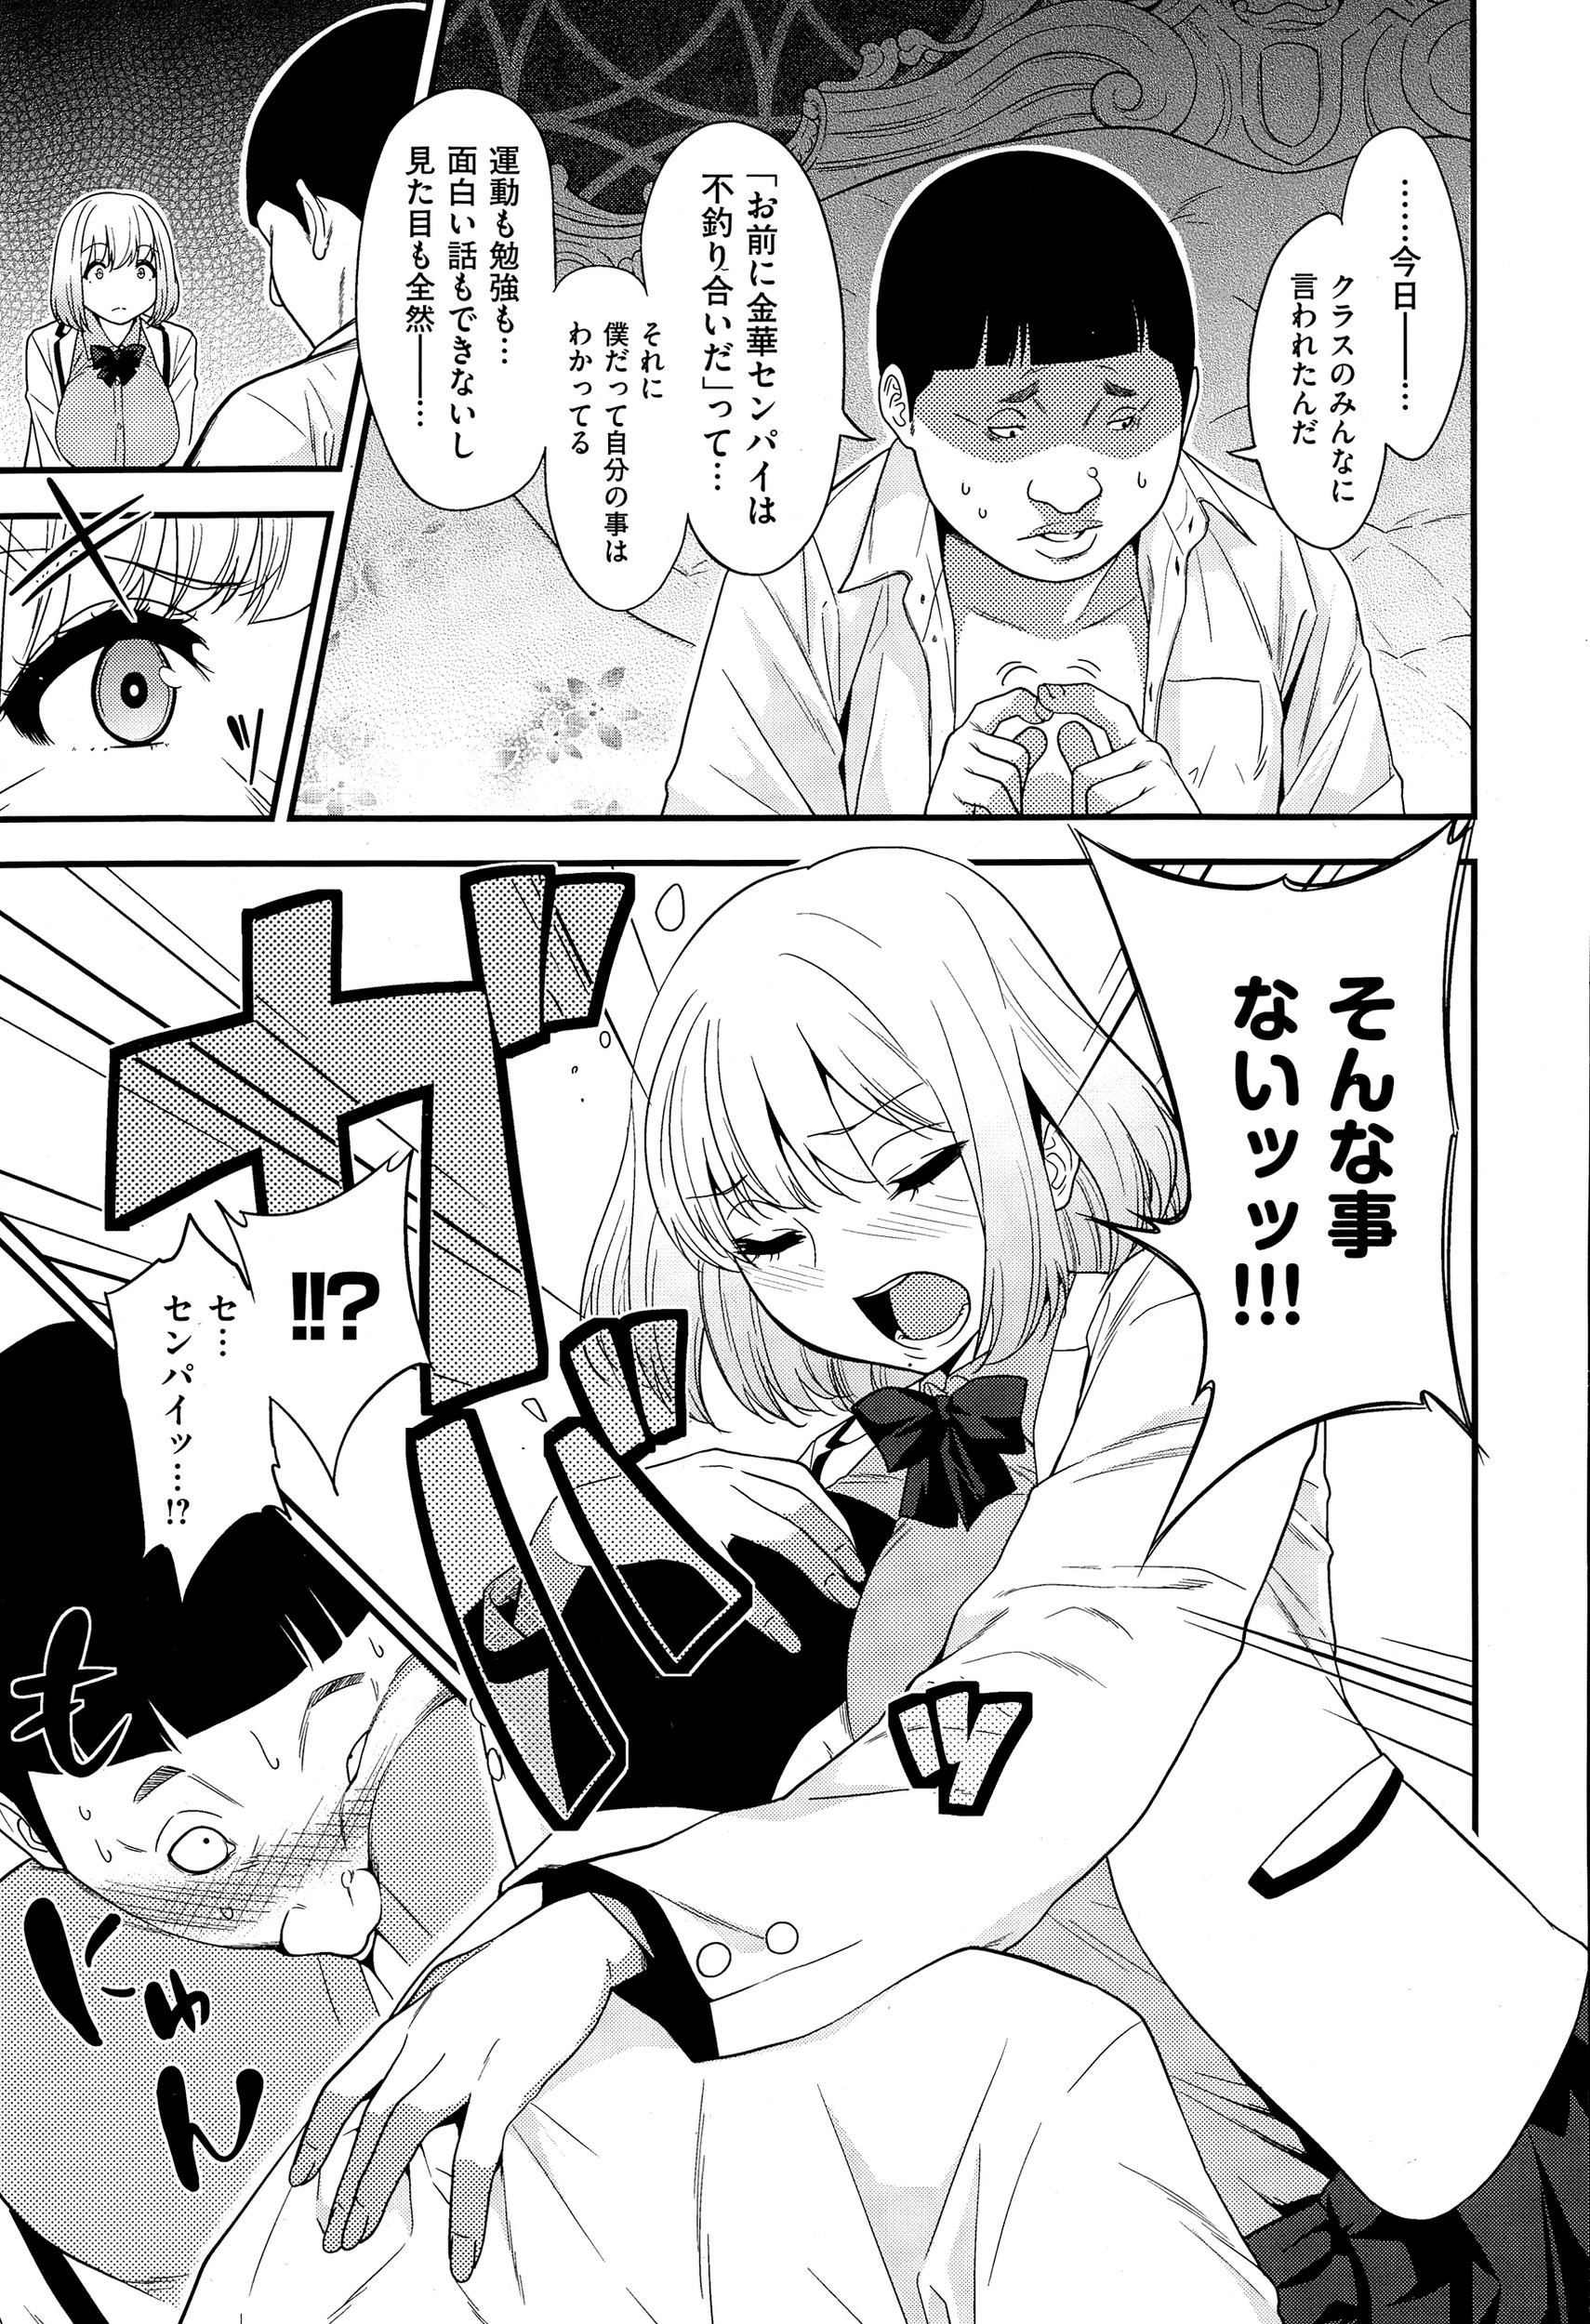 ……今日――…
クラスのみんなに
言われたんだ
「お前に金華センパイは
不釣り合いだ」って…
それに
僕だって自分の事は
わかってる
運動も勉強も…
面白い話もできないし
見た目も全然――…
そんな事
ないッッ!!!
ガバッ
!!?
セ…
センパイッ…!?
もにゅん